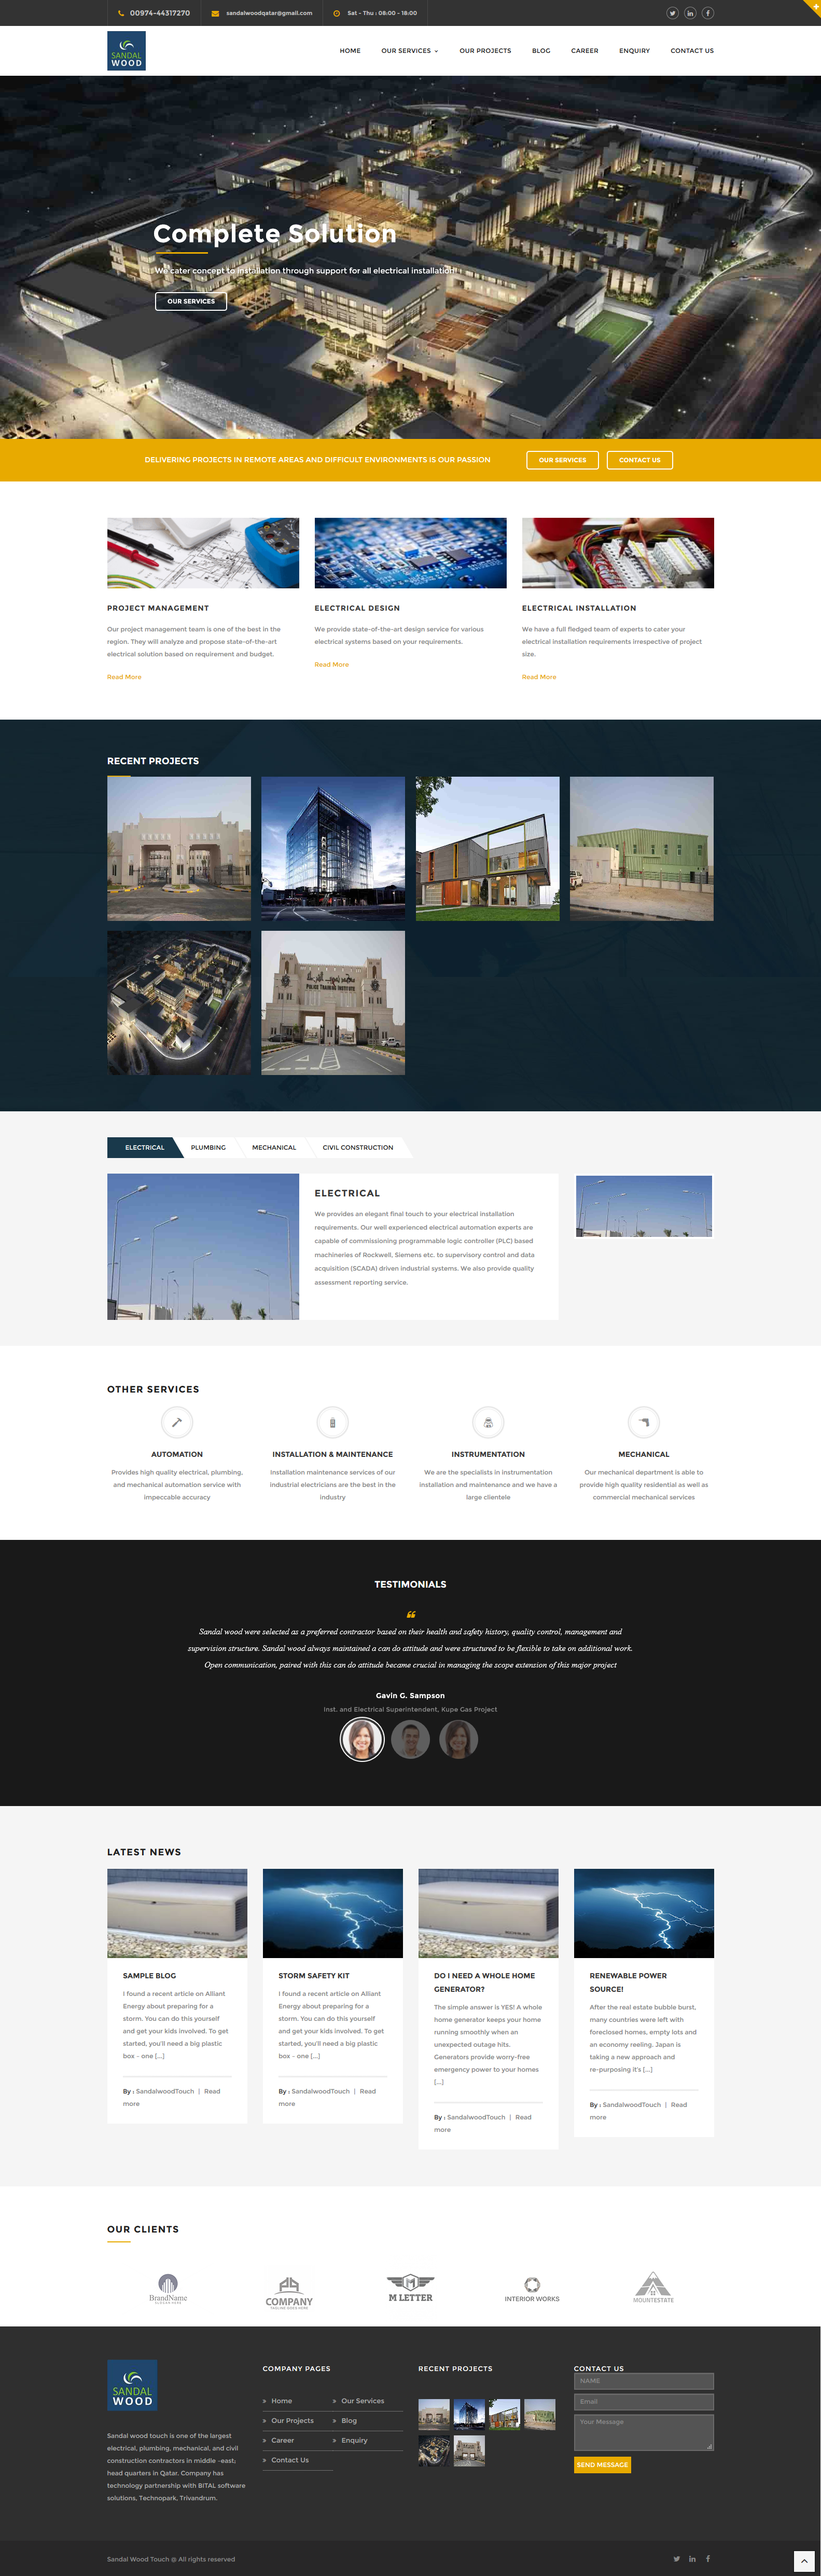 00974-44317270
sandalwoodqatar@gmail.com
Sat - Thu : 08:00 - 18:00
SANDAL
WOOD
HOME
OUR SERVICES
OUR PROJECTS
BLOG
CAREER
ENQUIRY
CONTACT US
Complete Solution
We cater concept to installation through support for all electrical installation!
OUR SERVICES
DELIVERING PROJECTS IN REMOTE AREAS AND DIFFICULT ENVIRONMENTS IS OUR PASSION
OUR SERVICES
CONTACT US
PROJECT MANAGEMENT
Our project management team is one of the best in the
region. They will analyze and propose state-of-the-art
electrical solution based on requirement and budget.
Read More
ELECTRICAL DESIGN
We provide state-of-the-art design service for various
electrical systems based on your requirements.
Read More
ELECTRICAL INSTALLATION
We have a full fledged team of experts to cater your
electrical installation requirements irrespective of project
size.
Read More
RECENT PROJECTS
POLICE TRAINING INSTITUTE
ELECTRICAL
PLUMBING
MECHANICAL
CIVIL CONSTRUCTION
ELECTRICAL
We provides an elegant final touch to your electrical installation
requirements. Our well experienced electrical automation experts are
capable of commissioning programmable logic controller (PLC) based
machineries of Rockwell, Siemens etc. to supervisory control and data
acquisition (SCADA) driven industrial systems. We also provide quality
assessment reporting service.
OTHER SERVICES
AUTOMATION
Provides high quality electrical, plumbing,
and mechanical automation service with
impeccable accuracy
INSTALLATION & MAINTENANCE
Installation maintenance services of our
Industrial electricians are the best in the
industry
INSTRUMENTATION
We are the specialists in instrumentation
installation and maintenance and we have a
large clientele
MECHANICAL
Our mechanical department is able to
provide high quality residential as well as
commercial mechanical services
TESTIMONIALS
Sandal wood were selected as a preferred contractor based on their health and safety history, quality control, management and
supervision structure. Sandal wood always maintained a can do attitude and were structured to be flexible to take on additional work.
Open communication, paired with this can do attitude became crucial in managing the scope extension of this major project
Gavin G. Sampson
Inst. and Electrical Superintendent, Kupe Gas Project
LATEST NEWS
SAMPLE BLOG
I found a recent article on Alliant
Energy about preparing for a
storm. You can do this yourself
and get your kids involved. To get
started, you'll need a big plastic
box – one [...]
By : SandalwoodTouch | Read
more
STORM SAFETY KIT
I found a recent article on Alliant
Energy about preparing for a
storm. You can do this yourself
and get your kids involved. To get
started, you'll need a big plastic
box – one [...]
By : SandalwoodTouch | Read
more
DO I NEED A WHOLE HOME
GENERATOR?
The simple answer is YES! A whole
home generator keeps your home
running smoothly when an
unexpected outage hits.
Generators provide worry-free
emergency power to your homes
[...]
By : SandalwoodTouch | Read
more
RENEWABLE POWER
SOURCE!
After the real estate bubble burst,
many countries were left with
foreclosed homes, empty lots and
an economy reeling. Japan is
taking a new approach and
re-purposing it's [...]
By : SandalwoodTouch | Read
more
OUR CLIENTS
BrandName
SLOGAN HERE
COMPANY
TAGLINE GOES HERE
M LETTER
INTERIOR WORKS
MOUNTESTATE
SANDAL
WOOD
Sandal wood touch is one of the largest
electrical, plumbing, mechanical, and civil
construction contractors in middle -east;
head quarters in Qatar. Company has
technology partnership with BITAL software
solutions, Technopark, Trivandrum.
COMPANY PAGES
» Home
» Our Services
» Our Projects
» Blog
» Career
» Enquiry
» Contact Us
RECENT PROJECTS
CONTACT US
NAME
Email
Your Message
SEND MESSAGE
Sandal Wood Touch @ All rights reserved